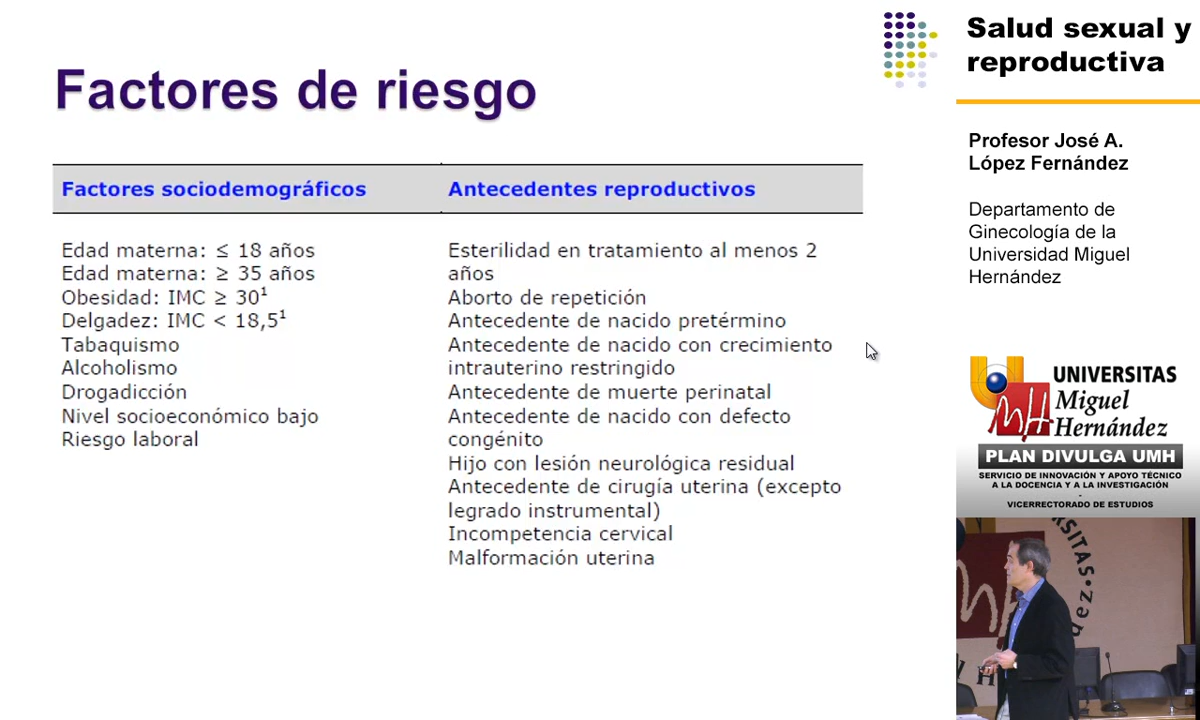 Factores de riesgo
Factores sociodemográficos
Edad materna: ≤ 18 años
Edad materna: ≥ 35 años
Obesidad: IMC ≥ 30¹
Delgadez: IMC < 18,5¹
Tabaquismo
Alcoholismo
Drogadicción
Nivel socioeconómico bajo
Riesgo laboral
Antecedentes reproductivos
Esterilidad en tratamiento al menos 2
años
Aborto de repetición
Antecedente de nacido pretérmino
Antecedente de nacido con crecimiento
intrauterino restringido
Antecedente de muerte perinatal
Antecedente de nacido con defecto
congénito
Hijo con lesión neurológica residual
Antecedente de cirugía uterina (excepto
legrado instrumental)
Incompetencia cervical
Malformación uterina
Salud sexual y
reproductiva
Profesor José A.
López Fernández
Departamento de
Ginecología de la
Universidad Miguel
Hernández
UNIVERSITAS
Miguel
Hernández
PLAN DIVULGA UMH
SERVICIO DE INNOVACIÓN Y APOYO TÉCNICO
A LA DOCENCIA Y A LA INVESTIGACIÓN
-
VICERRECTORADO DE ESTUDIOS